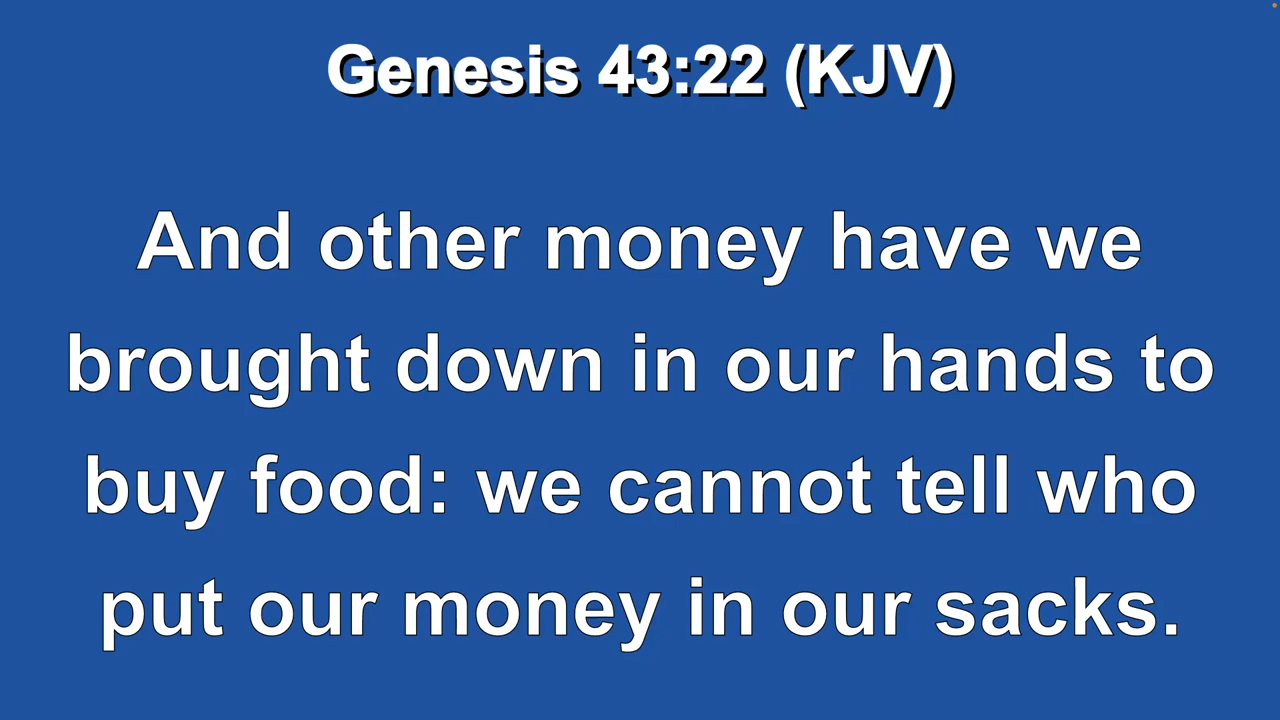 Genesis 43:22 (KJV)
And other money have we
brought down in our hands to
buy food: we cannot tell who
put our money in our sacks.